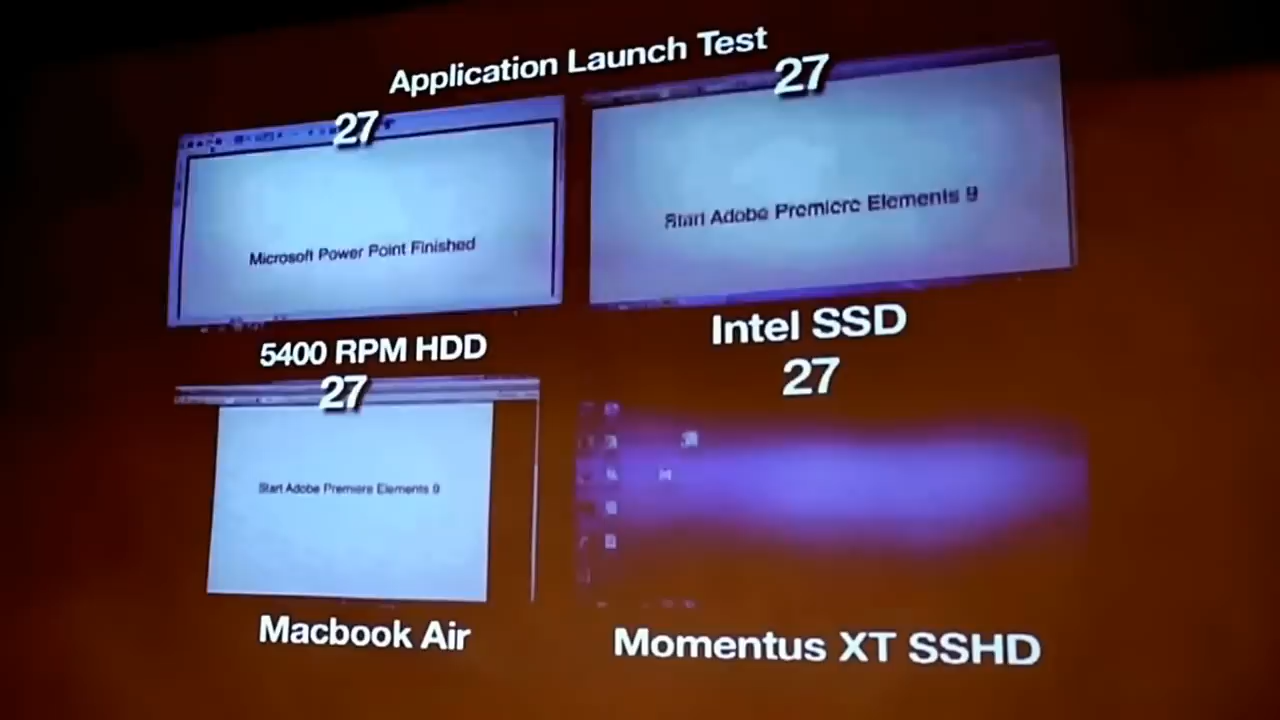 Application Launch Test
27
27
Microsoft Power Point Finished
Start Adobe Premiere Elements 9
5400 RPM HDD
Intel SSD
27
27
Start Adobe Premiere Elements 9
Macbook Air
Momentus XT SSHD